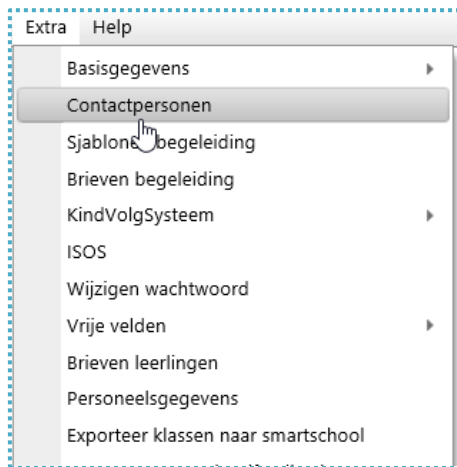 Extra Help
Basisgegevens
Contactpersonen
begeleiding
Brieven begeleiding
KindVolgSysteem
ISOS
Wijzigen wachtwoord
Vrije velden
Brieven leerlingen
Personeelsgegevens
Exporteer klassen naar smartschool